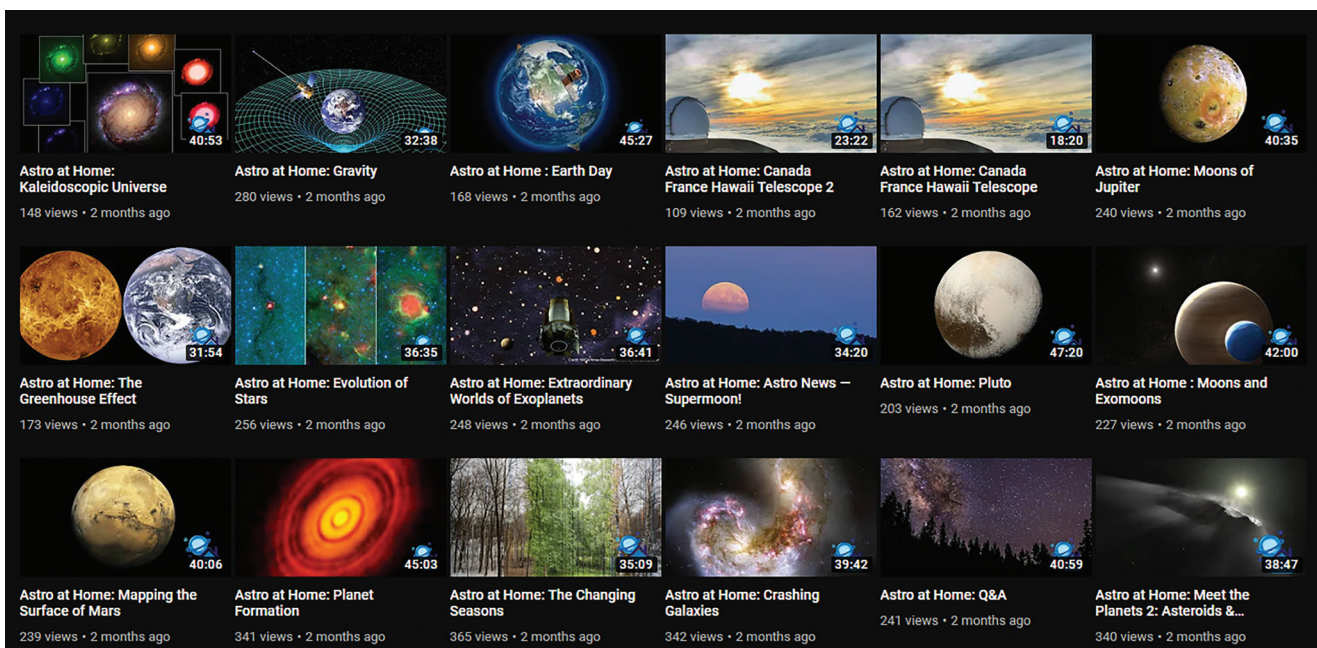 40:53
32:38
45:27
23:22
18:20
40:35
Astro at Home:
Kaleidoscopic Universe
148 views • 2 months ago
Astro at Home: Gravity
280 views • 2 months ago
Astro at Home : Earth Day
168 views • 2 months ago
Astro at Home: Canada
France Hawaii Telescope 2
109 views • 2 months ago
Astro at Home: Canada
France Hawaii Telescope
162 views • 2 months ago
Astro at Home: Moons of
Jupiter
240 views • 2 months ago
31:54
36:35
36:41
34:20
47:20
42:00
Astro at Home: The
Greenhouse Effect
173 views • 2 months ago
Astro at Home: Evolution of
Stars
256 views • 2 months ago
Astro at Home: Extraordinary
Worlds of Exoplanets
248 views • 2 months ago
Astro at Home: Astro News —
Supermoon!
246 views • 2 months ago
Astro at Home: Pluto
203 views • 2 months ago
Astro at Home : Moons and
Exomoons
227 views • 2 months ago
40:06
45:03
35:09
39:42
40:59
38:47
Astro at Home: Mapping the
Surface of Mars
239 views • 2 months ago
Astro at Home: Planet
Formation
341 views • 2 months ago
Astro at Home: The Changing
Seasons
365 views • 2 months ago
Astro at Home: Crashing
Galaxies
342 views • 2 months ago
Astro at Home: Q&A
241 views • 2 months ago
Astro at Home: Meet the
Planets 2: Asteroids &...
340 views • 2 months ago